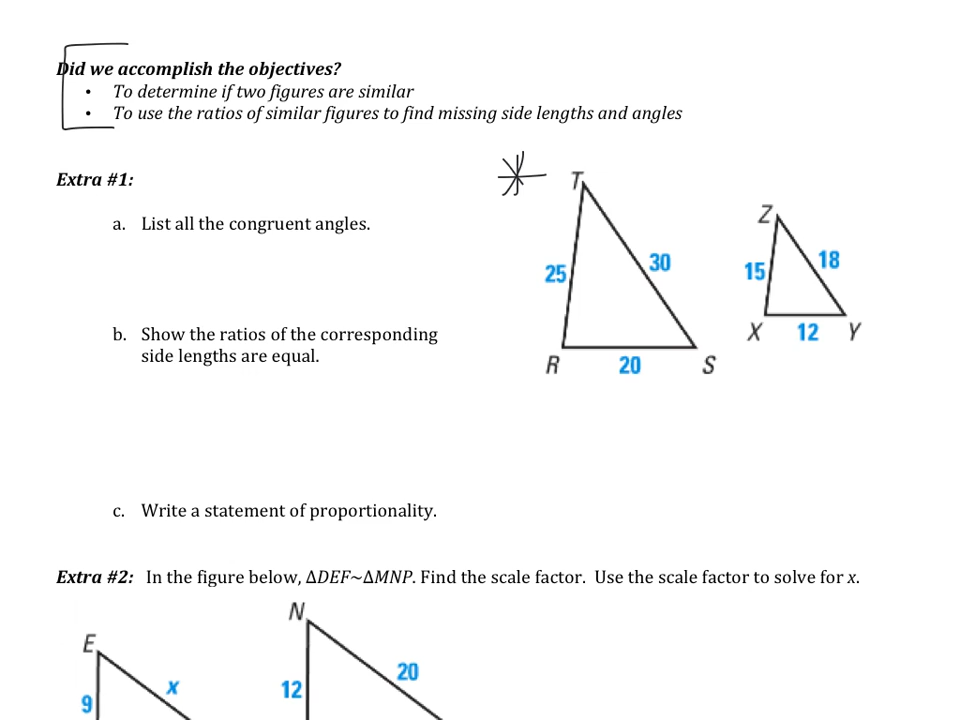 Did we accomplish the objectives?
• To determine if two figures are similar
• To use the ratios of similar figures to find missing side lengths and angles
Extra #1:
a. List all the congruent angles.
T
25
30
R
20
S
Z
15
18
X
12
Y
b. Show the ratios of the corresponding
side lengths are equal.
c. Write a statement of proportionality.
Extra #2: In the figure below, ΔDEF~ΔMNP. Find the scale factor. Use the scale factor to solve for x.
E
x
9
N
12
20